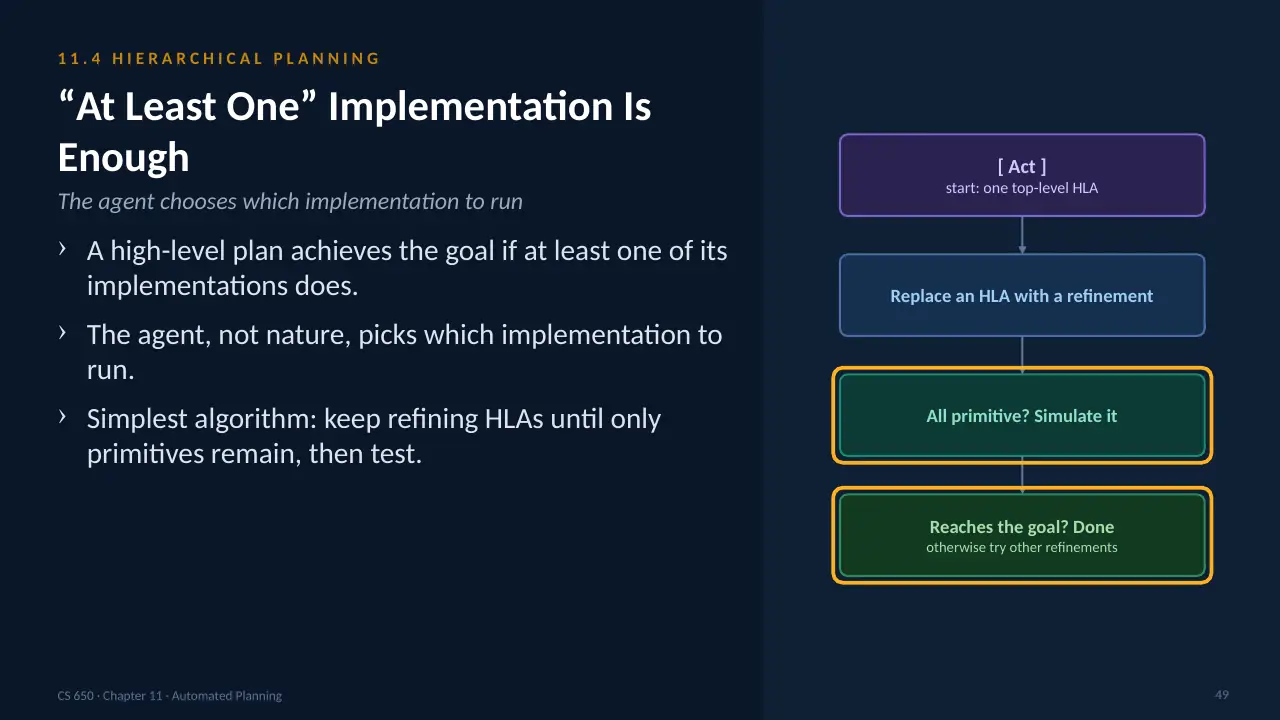 11.4 HIERARCHICAL PLANNING
“At Least One” Implementation Is
Enough
The agent chooses which implementation to run
› A high-level plan achieves the goal if at least one of its
implementations does.
› The agent, not nature, picks which implementation to
run.
› Simplest algorithm: keep refining HLAs until only
primitives remain, then test.
[ Act ]
start: one top-level HLA
Replace an HLA with a refinement
All primitive? Simulate it
Reaches the goal? Done
otherwise try other refinements
CS 650 · Chapter 11 · Automated Planning
49